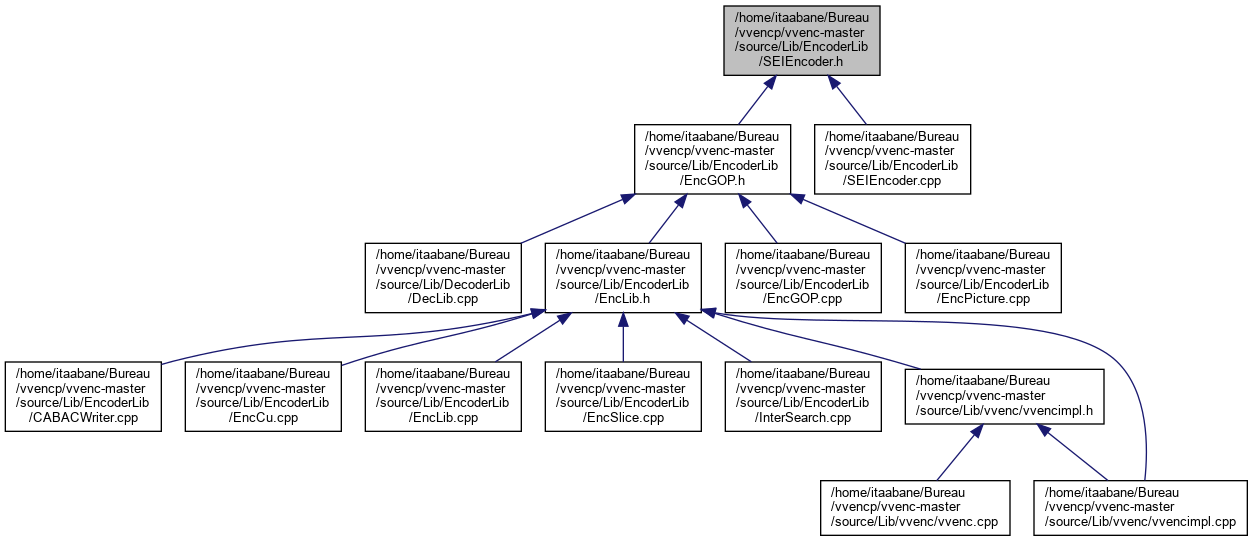 /home/itaabane/Bureau
/vvencp/vvenc-master
/source/Lib/EncoderLib
/SEIEncoder.h
/home/itaabane/Bureau
/vvencp/vvenc-master
/source/Lib/EncoderLib
/EncGOP.h
/home/itaabane/Bureau
/vvencp/vvenc-master
/source/Lib/EncoderLib
/SEIEncoder.cpp
/home/itaabane/Bureau
/vvencp/vvenc-master
/source/Lib/DecoderLib
/DecLib.cpp
/home/itaabane/Bureau
/vvencp/vvenc-master
/source/Lib/EncoderLib
/EncLib.h
/home/itaabane/Bureau
/vvencp/vvenc-master
/source/Lib/EncoderLib
/EncGOP.cpp
/home/itaabane/Bureau
/vvencp/vvenc-master
/source/Lib/EncoderLib
/EncPicture.cpp
/home/itaabane/Bureau
/vvencp/vvenc-master
/source/Lib/EncoderLib
/CABACWriter.cpp
/home/itaabane/Bureau
/vvencp/vvenc-master
/source/Lib/EncoderLib
/EncCu.cpp
/home/itaabane/Bureau
/vvencp/vvenc-master
/source/Lib/EncoderLib
/EncLib.cpp
/home/itaabane/Bureau
/vvencp/vvenc-master
/source/Lib/EncoderLib
/EncSlice.cpp
/home/itaabane/Bureau
/vvencp/vvenc-master
/source/Lib/EncoderLib
/InterSearch.cpp
/home/itaabane/Bureau
/vvencp/vvenc-master
/source/Lib/vvenc/vvencimpl.h
/home/itaabane/Bureau
/vvencp/vvenc-master
/source/Lib/vvenc/vvenc.cpp
/home/itaabane/Bureau
/vvencp/vvenc-master
/source/Lib/vvenc/vvencimpl.cpp